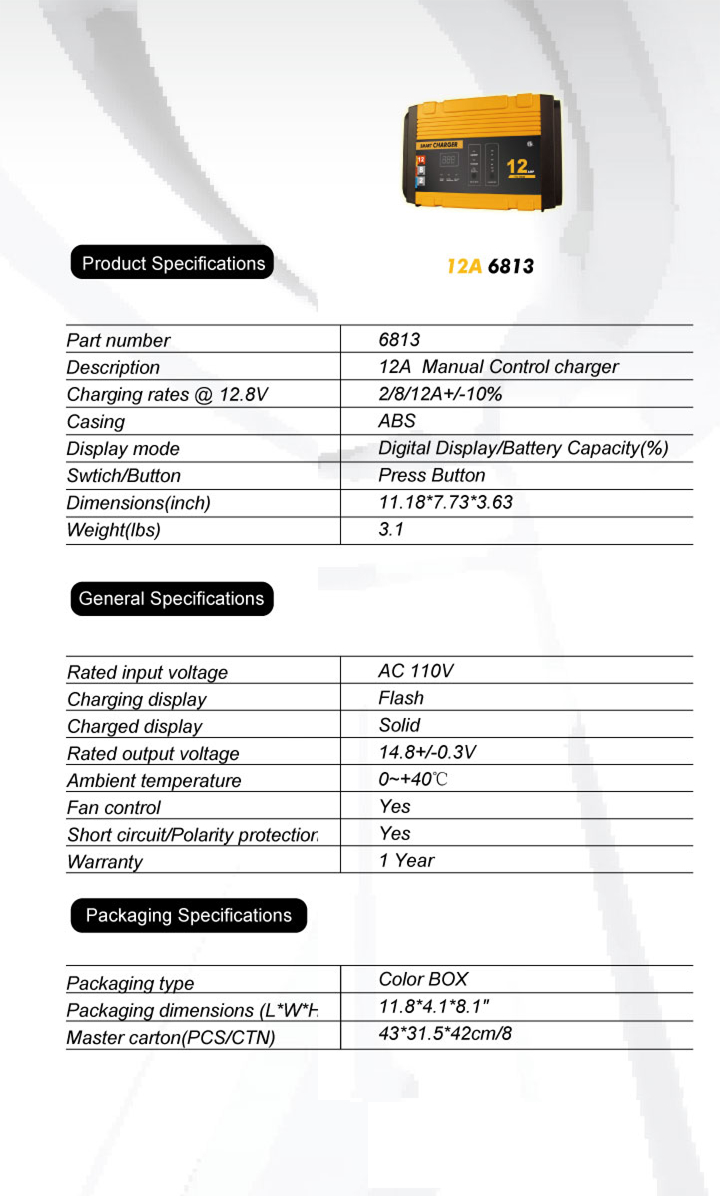 SMART CHARGER
12
12
8
2
AMP
12A 6813
Product Specifications
Part number 6813
Description 12A Manual Control charger
Charging rates @ 12.8V 2/8/12A+/-10%
Casing ABS
Display mode Digital Display/Battery Capacity(%)
Swtich/Button Press Button
Dimensions(inch) 11.18*7.73*3.63
Weight(lbs) 3.1
General Specifications
Rated input voltage AC 110V
Charging display Flash
Charged display Solid
Rated output voltage 14.8+/-0.3V
Ambient temperature 0~+40℃
Fan control Yes
Short circuit/Polarity protection Yes
Warranty 1 Year
Packaging Specifications
Packaging type Color BOX
Packaging dimensions (L*W*H 11.8*4.1*8.1"
Master carton(PCS/CTN) 43*31.5*42cm/8